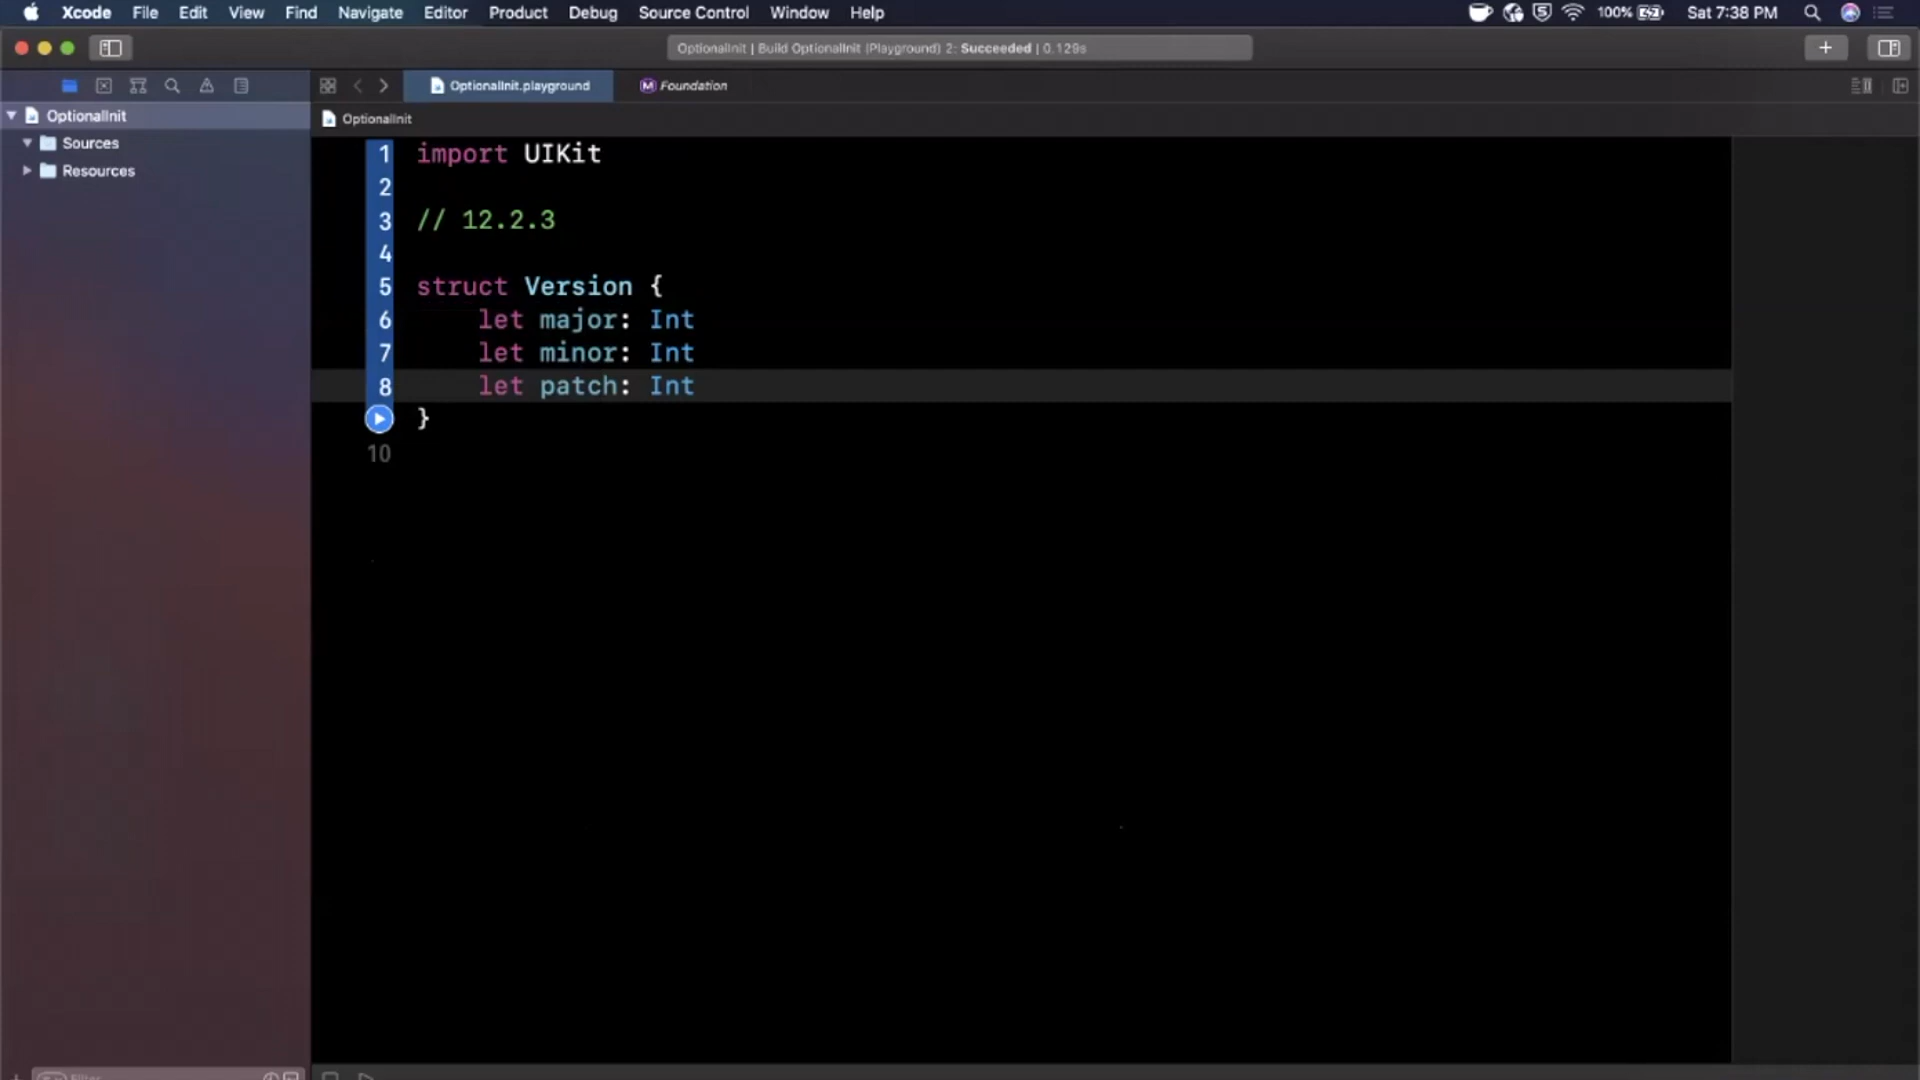 Xcode File Edit View Find Navigate Editor Product Debug Source Control Window Help 100% Sat 7:38 PM
OptionalInit | Build OptionalInit (Playground) 2: Succeeded | 0.129s
OptionalInit.playground Foundation
OptionalInit
OptionalInit
Sources
Resources
1 import UIKit
2
3 // 12.2.3
4
5 struct Version {
6 let major: Int
7 let minor: Int
8 let patch: Int
}
10